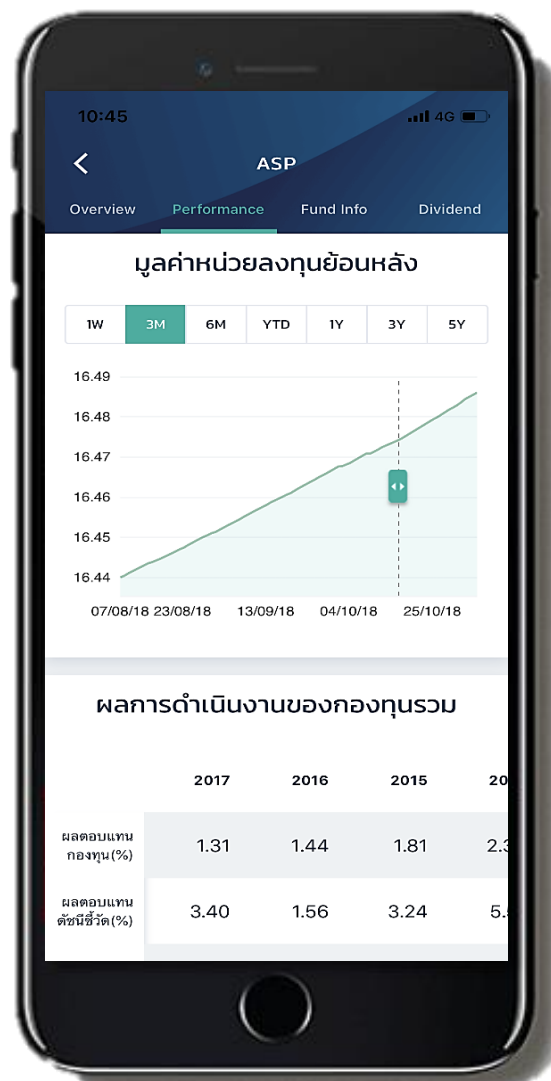 10:45 4G
ASP
Overview Performance Fund Info Dividend
มูลค่าหน่วยลงทุนย้อนหลัง
1W 3M 6M YTD 1Y 3Y 5Y
16.49
16.48
16.47
16.46
16.45
16.44
07/08/18 23/08/18 13/09/18 04/10/18 25/10/18
ผลการดำเนินงานของกองทุนรวม
2017 2016 2015
ผลตอบแทน
กองทุน(%) 1.31 1.44 1.81
ผลตอบแทน
ดัชนีชี้วัด(%) 3.40 1.56 3.24